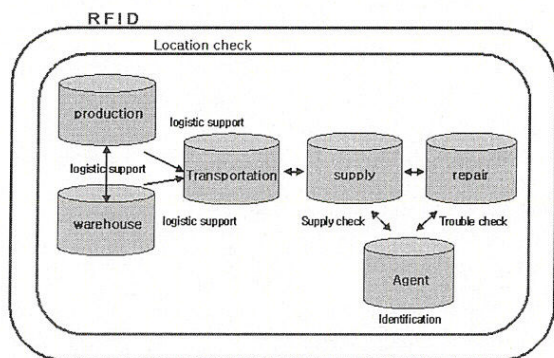 RFID
Location check
production
logistic support
logistic support
Transportation
supply
repair
warehouse
logistic support
Supply check
Trouble check
Agent
Identification